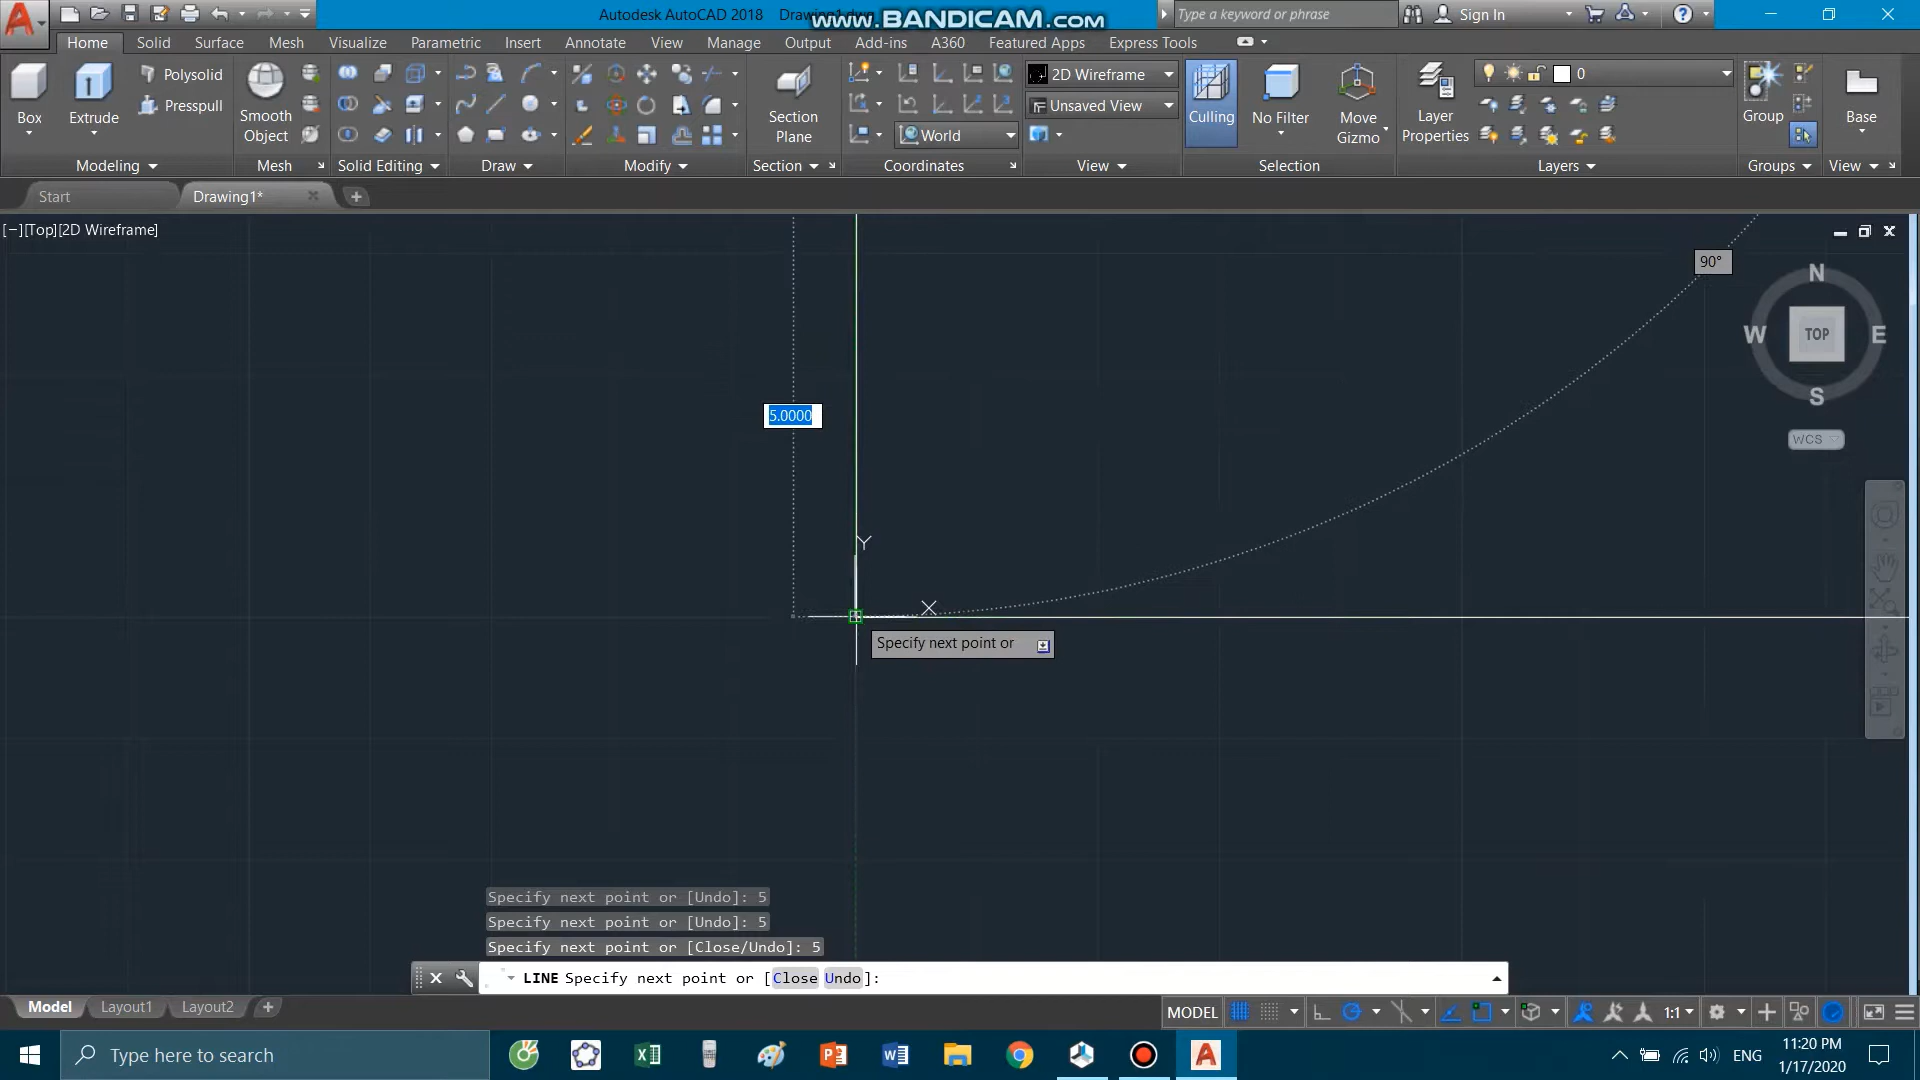 Autodesk AutoCAD 2018 Drawing1.dwg
www.BANDICAM.com
Type a keyword or phrase
Sign In
Home Solid Surface Mesh Visualize Parametric Insert Annotate View Manage Output Add-ins A360 Featured Apps Express Tools
Box
Extrude
Polysolid
Presspull
Smooth
Object
Section
Plane
2D Wireframe
Unsaved View
World
Culling
No Filter
Move
Gizmo
Layer
Properties
0
Group
Base
Modeling
Mesh
Solid Editing
Draw
Modify
Section
Coordinates
View
Selection
Layers
Groups
View
Start
Drawing1*
[−][Top][2D Wireframe]
90°
N
W
TOP
E
S
WCS
5.0000
Y
X
Specify next point or
Specify next point or [Undo]: 5
Specify next point or [Undo]: 5
Specify next point or [Close/Undo]: 5
LINE Specify next point or [Close Undo]:
Model
Layout1
Layout2
MODEL
1:1
Type here to search
ENG
11:20 PM
1/17/2020